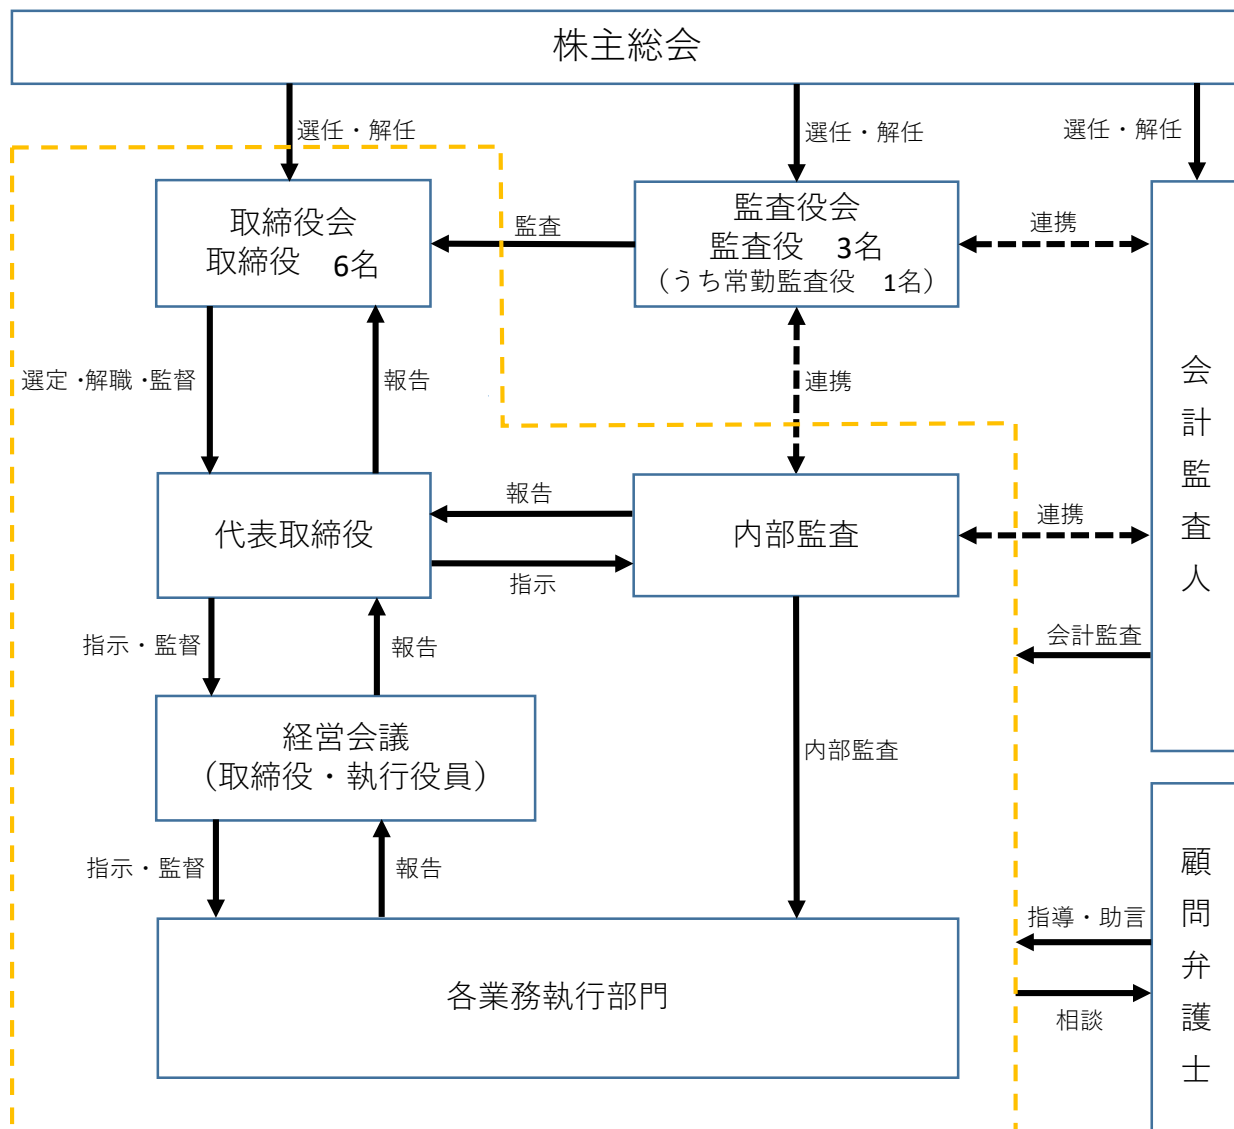 株主総会
選任・解任
選任・解任
選任・解任
取締役会
取締役　6名
監査
監査役会
監査役　3名
（うち常勤監査役　1名）
連携
会計監査人
選定・解職・監督
報告
連携
代表取締役
報告
指示
内部監査
連携
指示・監督
報告
会計監査
経営会議
（取締役・執行役員）
内部監査
指示・監督
報告
顧問弁護士
指導・助言
相談
各業務執行部門